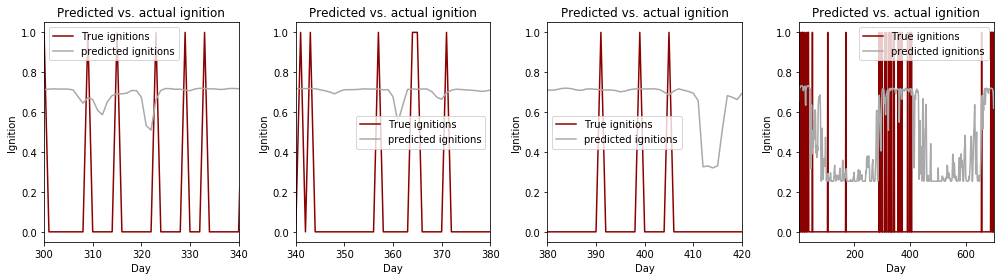 Predicted vs. actual ignition
Ignition
1.0
0.8
0.6
0.4
0.2
0.0
True ignitions
predicted ignitions
300
310
320
330
340
Day
Predicted vs. actual ignition
Ignition
1.0
0.8
0.6
0.4
0.2
0.0
True ignitions
predicted ignitions
340
350
360
370
380
Day
Predicted vs. actual ignition
Ignition
1.0
0.8
0.6
0.4
0.2
0.0
True ignitions
predicted ignitions
380
390
400
410
420
Day
Predicted vs. actual ignition
Ignition
1.0
0.8
0.6
0.4
0.2
0.0
True ignitions
predicted ignitions
200
400
600
Day